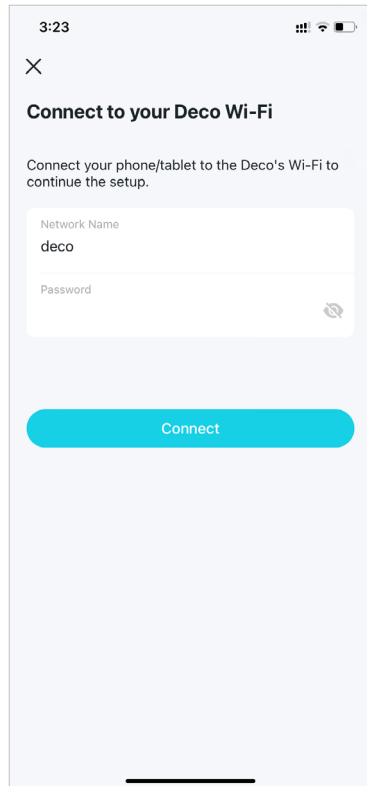 3:23
Connect to your Deco Wi-Fi
Connect your phone/tablet to the Deco's Wi-Fi to
continue the setup.
Network Name
deco
Password
Connect